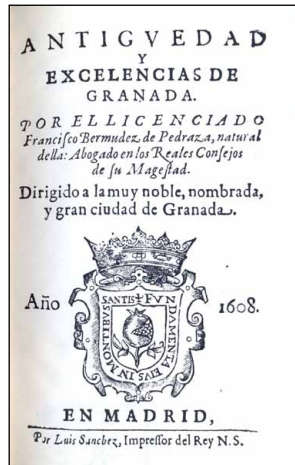 ANTIGVEDAD
Y
EXCELENCIAS DE
GRANADA.
POR EL LICENCIADO
Francisco Bermudez de Pedraza, natural
della: Abogado en los Reales Consejos
de su Magestad.
Dirigido a la muy noble, nombrada,
y gran ciudad de Granada.
Año 1608.
FVNDAMENTA EIVS IN MONTIBVS SANTIS
EN MADRID,
Por Luis Sanchez, Impressor del Rey N.S.